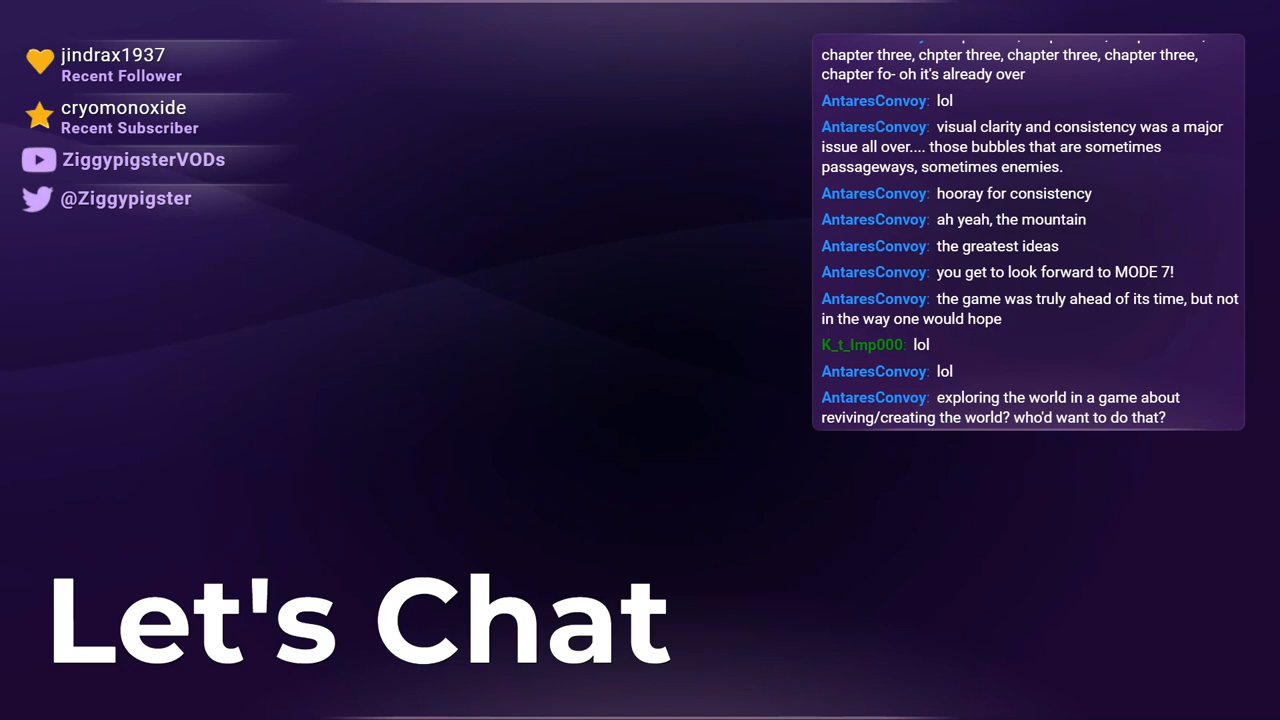 jindrax1937
Recent Follower
cryomonoxide
Recent Subscriber
ZiggypigsterVODs
@Ziggypigster
chapter three, chpter three, chapter three, chapter three,
chapter fo- oh it's already over
AntaresConvoy: lol
AntaresConvoy: visual clarity and consistency was a major
issue all over.... those bubbles that are sometimes
passageways, sometimes enemies.
AntaresConvoy: hooray for consistency
AntaresConvoy: ah yeah, the mountain
AntaresConvoy: the greatest ideas
AntaresConvoy: you get to look forward to MODE 7!
AntaresConvoy: the game was truly ahead of its time, but not
in the way one would hope
K_t_Imp000: lol
AntaresConvoy: lol
AntaresConvoy: exploring the world in a game about
reviving/creating the world? who'd want to do that?
Let's Chat